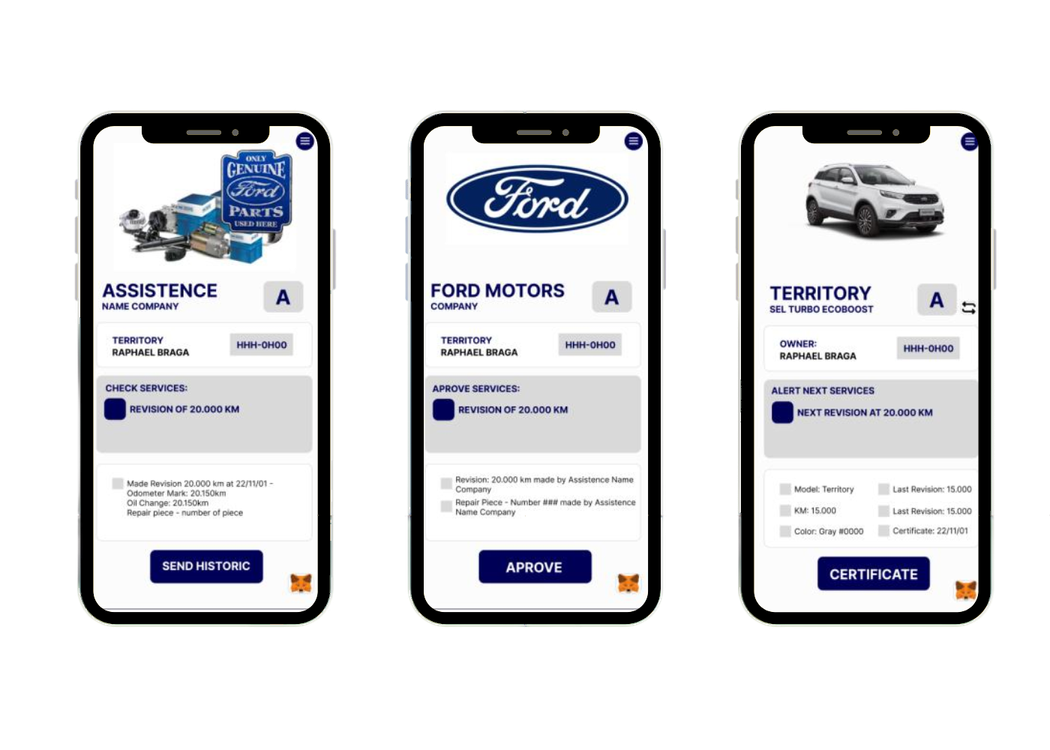 ONLY
GENUINE
Ford
PARTS
USED HERE
ASSISTENCE
NAME COMPANY
A
TERRITORY
RAPHAEL BRAGA
HHH-0H00
CHECK SERVICES:
REVISION OF 20.000 KM
Made Revision 20.000 km at 22/11/01 -
Odometer Mark: 20.150km
Oil Change: 20.150km
Repair piece - number of piece
SEND HISTORIC
Ford
FORD MOTORS
COMPANY
A
TERRITORY
RAPHAEL BRAGA
HHH-0H00
APROVE SERVICES:
REVISION OF 20.000 KM
Revision: 20.000 km made by Assistence Name
Company
Repair Piece - Number ### made by Assistence
Name Company
APROVE
TERRITORY
SEL TURBO ECOBOOST
A
OWNER:
RAPHAEL BRAGA
HHH-0H00
ALERT NEXT SERVICES
NEXT REVISION AT 20.000 KM
Model: Territory
Last Revision: 15.000
KM: 15.000
Last Revision: 15.000
Color: Gray #0000
Certificate: 22/11/01
CERTIFICATE